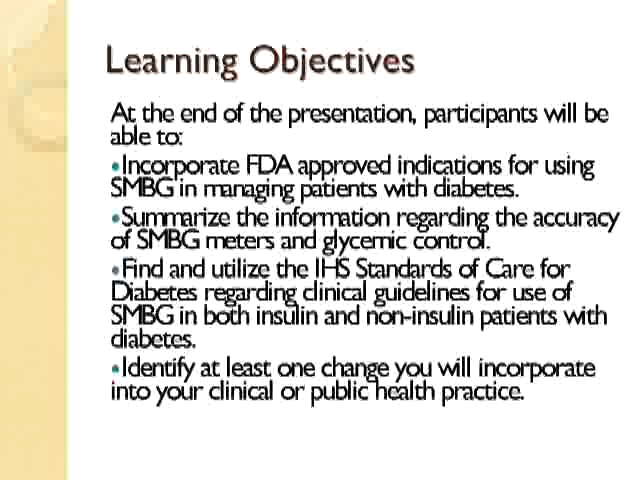 Learning Objectives
At the end of the presentation, participants will be
able to:
•Incorporate FDA approved indications for using
SMBG in managing patients with diabetes.
•Summarize the information regarding the accuracy
of SMBG meters and glycemic control.
•Find and utilize the IHS Standards of Care for
Diabetes regarding clinical guidelines for use of
SMBG in both insulin and non-insulin patients with
diabetes.
•Identify at least one change you will incorporate
into your clinical or public health practice.